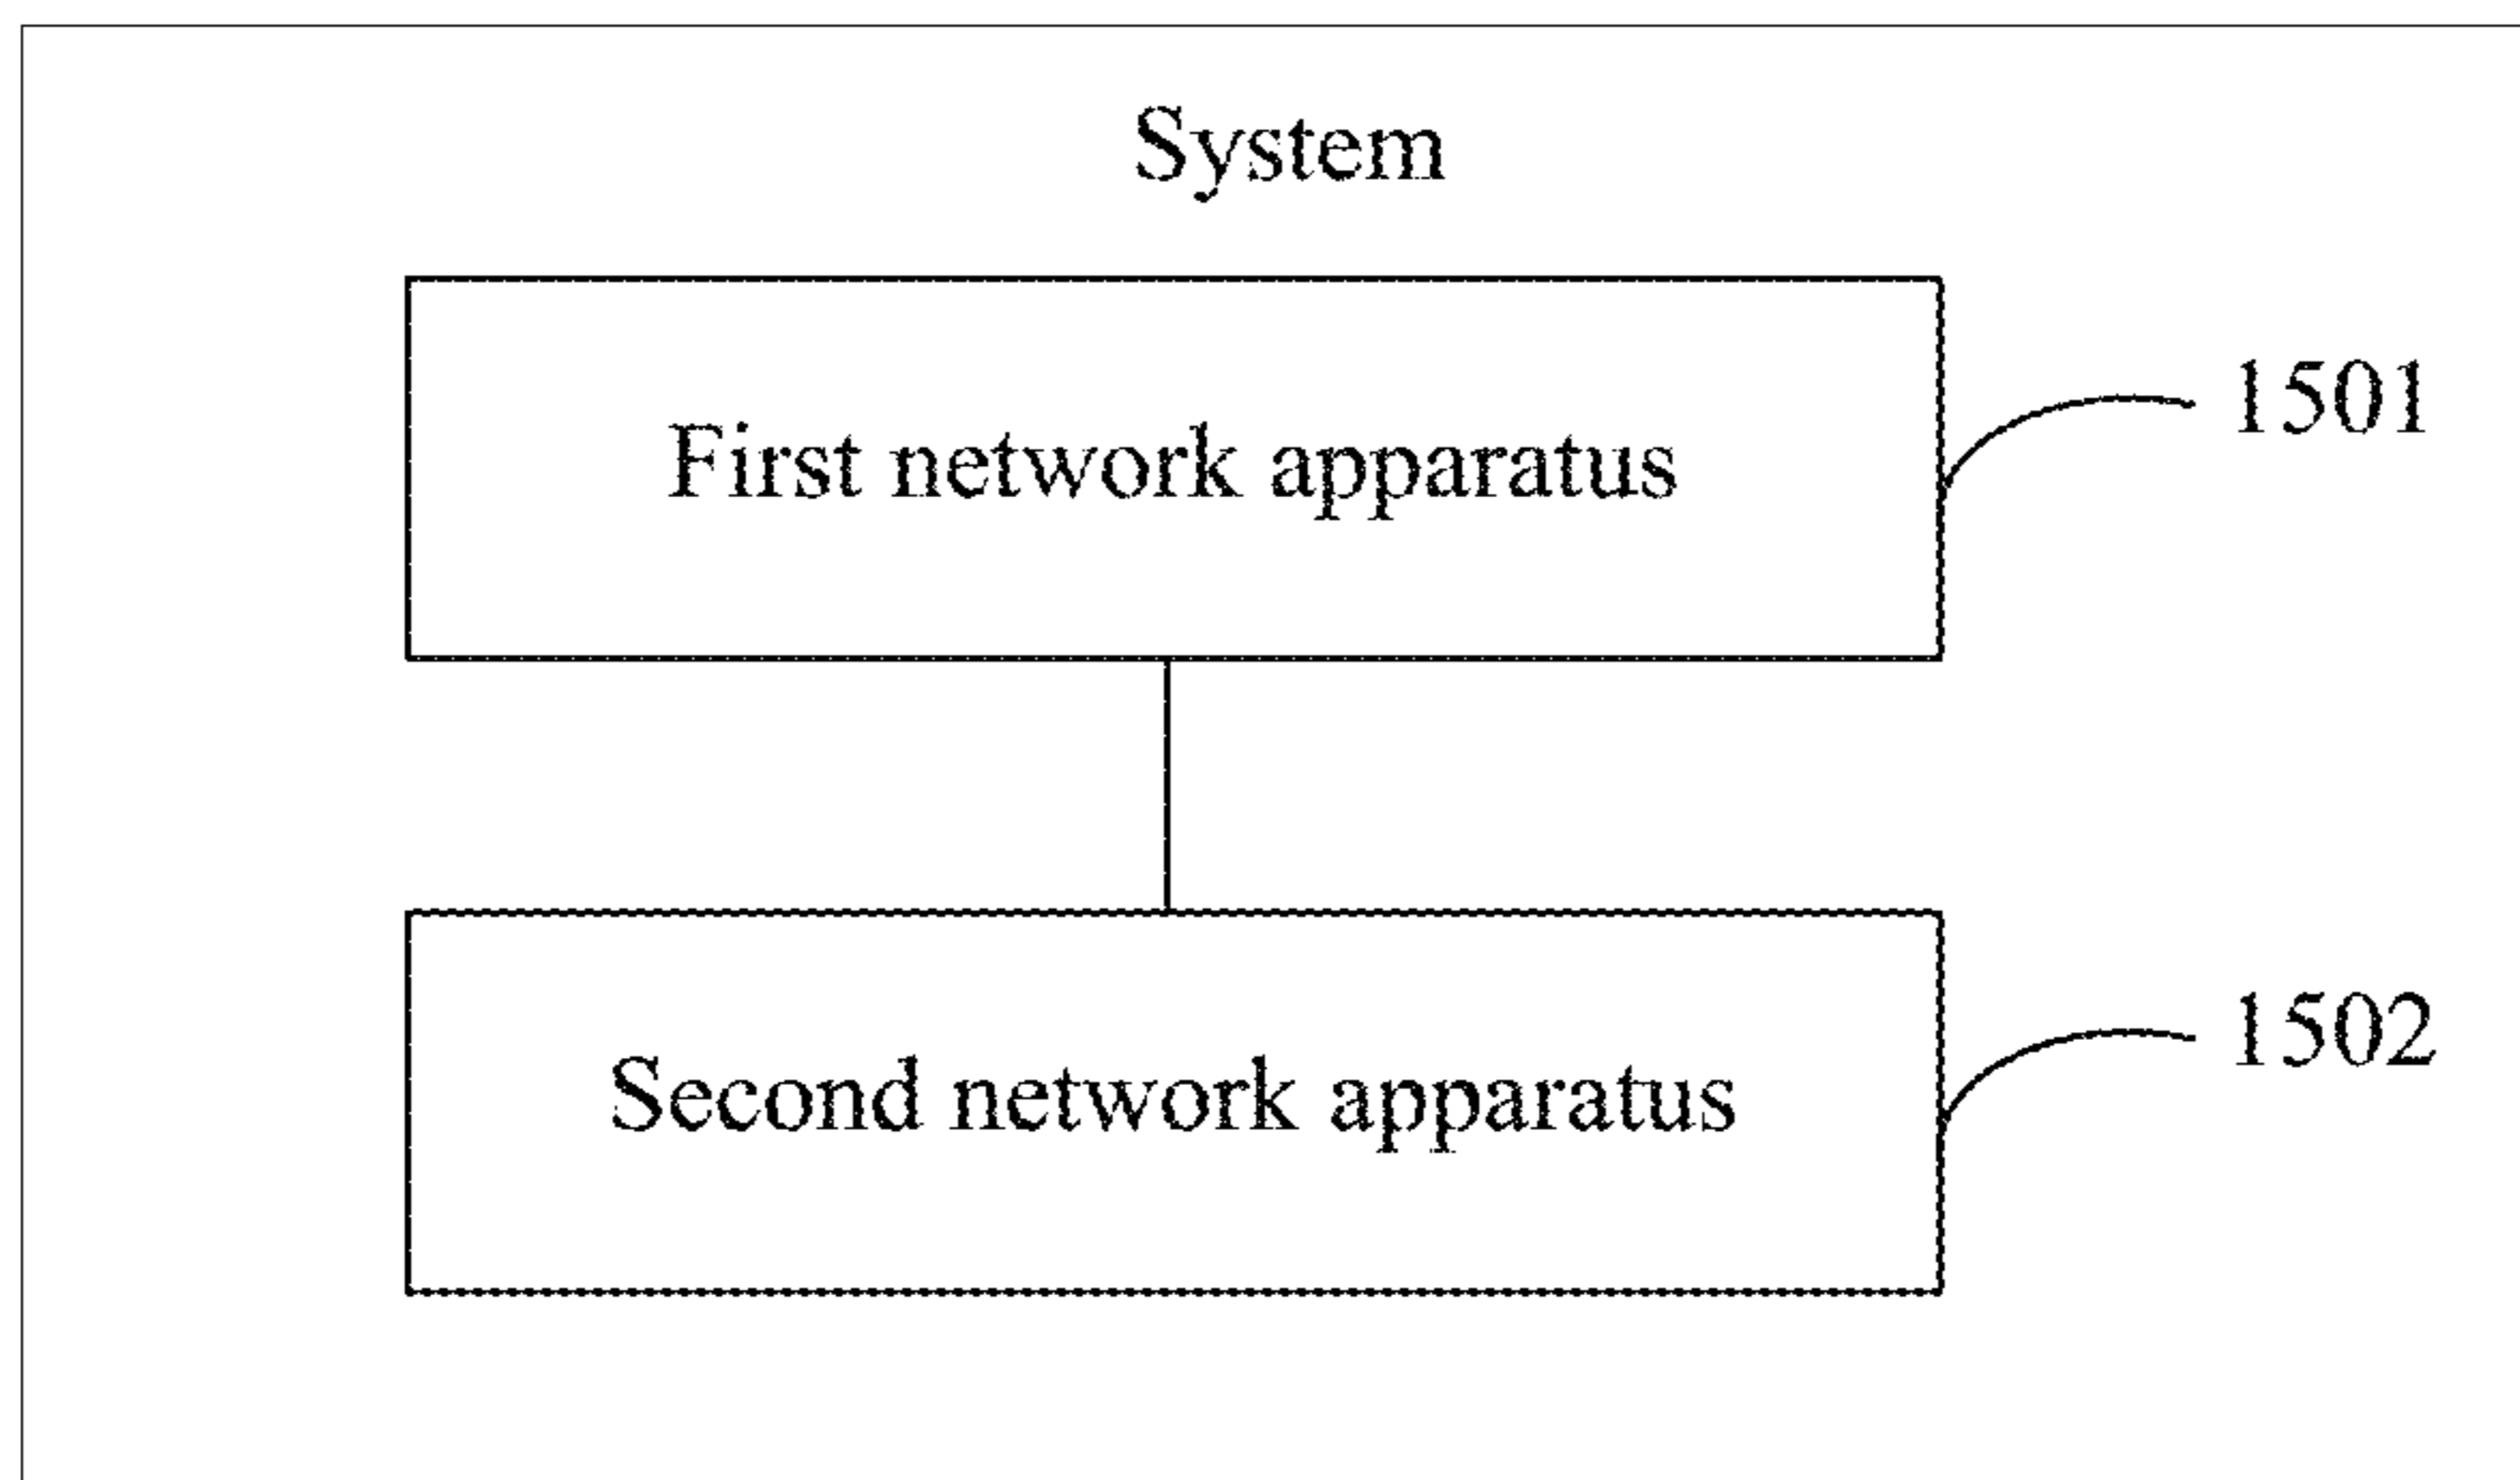 System
First network apparatus
1501
Second network apparatus
1502